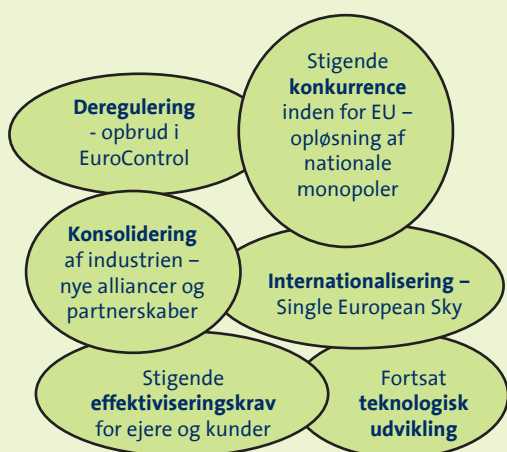 Deregulering
- opbrud i
EuroControl
Stigende
konkurrence
inden for EU –
opløsning af
nationale
monopoler
Konsolidering
af industrien –
nye alliancer og
partnerskaber
Internationalisering –
Single European Sky
Stigende
effektiviseringskrav
for ejere og kunder
Fortsat
teknologisk
udvikling